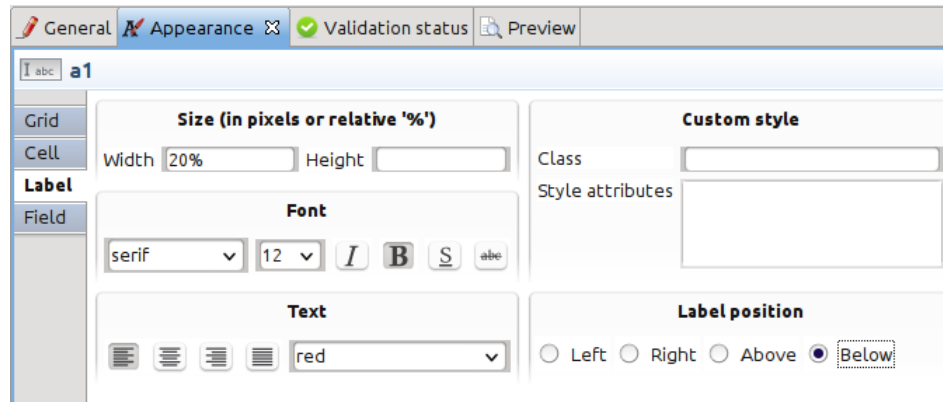 General Appearance Validation status Preview
I abc a1
Grid
Cell
Label
Field
Size (in pixels or relative '%')
Width 20% Height
Font
serif 12 I B S abc
Text
red
Custom style
Class
Style attributes
Label position
Left Right Above Below